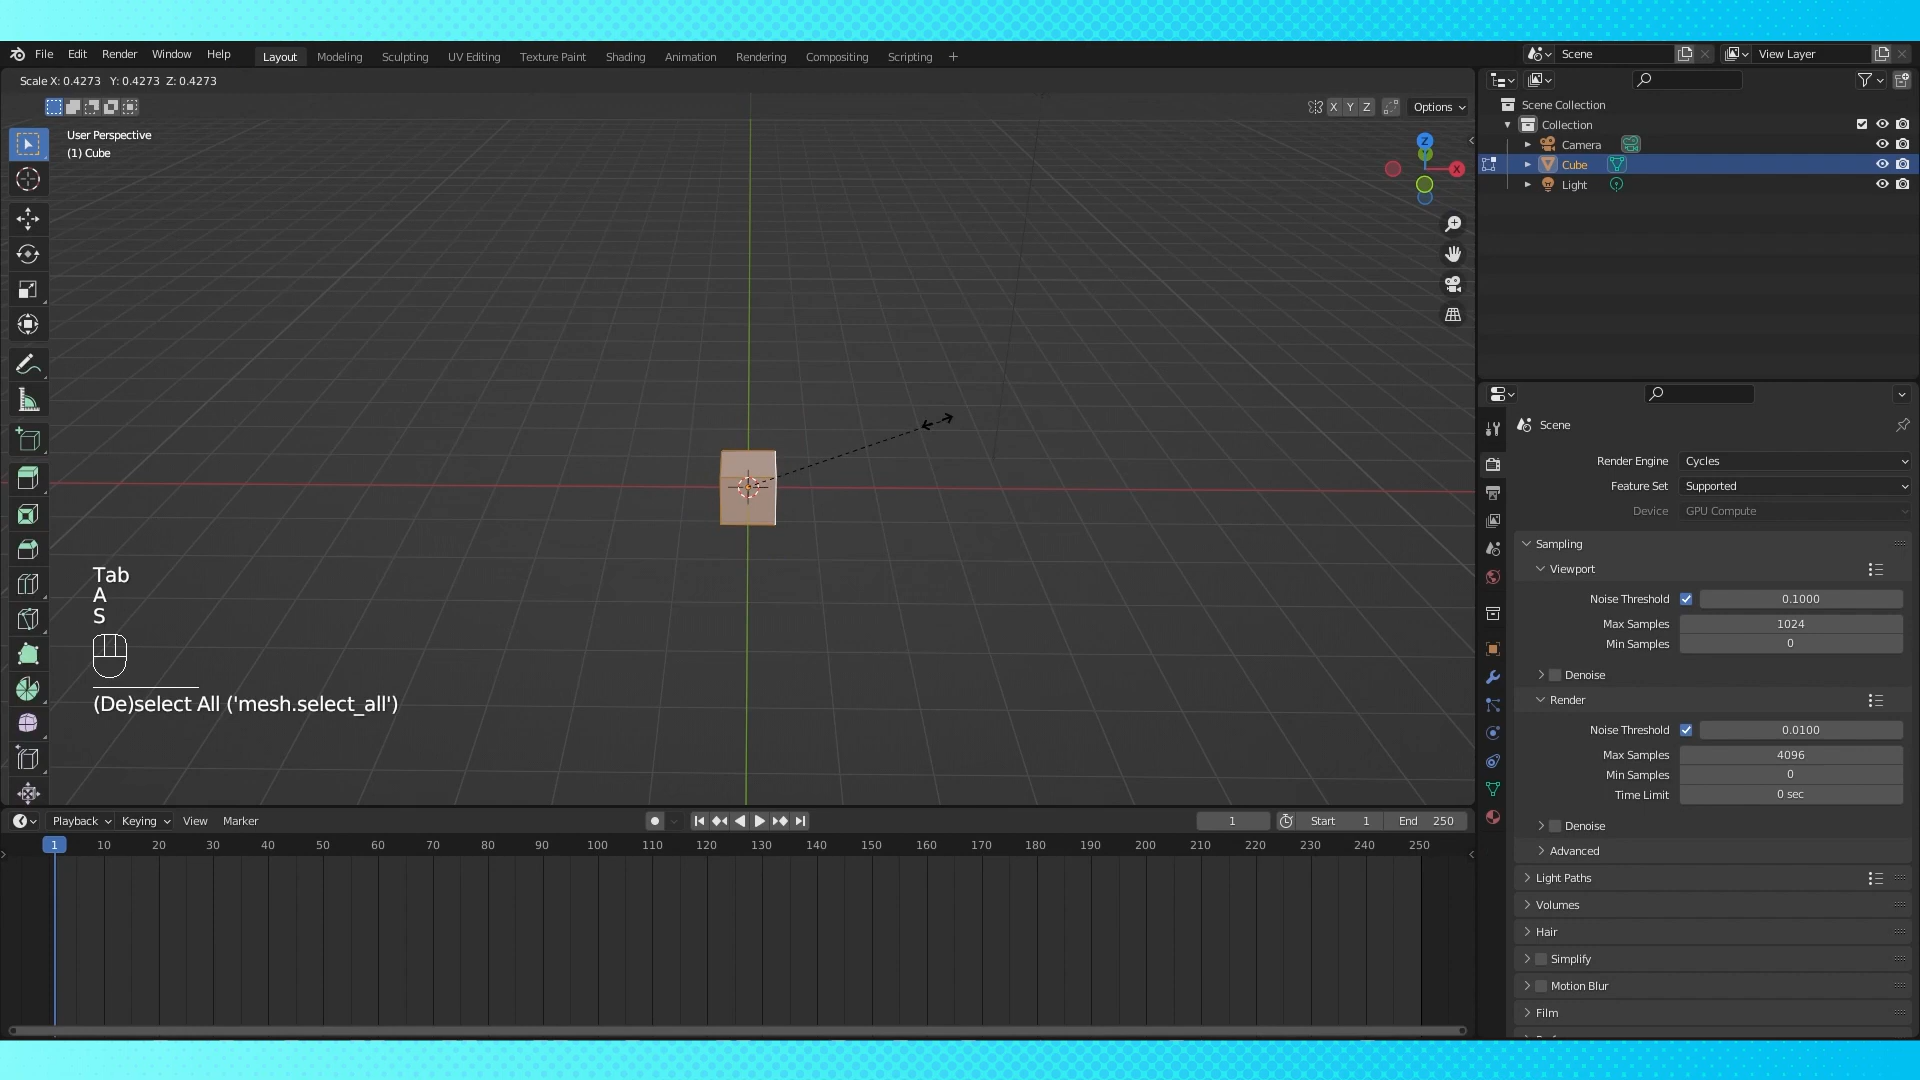 File Edit Render Window Help Layout Modeling Sculpting UV Editing Texture Paint Shading Animation Rendering Compositing Scripting + Scene View Layer
Scale X: 0.4273 Y: 0.4273 Z: 0.4273
X Y Z Options
User Perspective
(1) Cube
Z
Y
X
Tab
A
S
(De)select All ('mesh.select_all')
Scene Collection
Collection
Camera
Cube
Light
Scene
Render Engine Cycles
Feature Set Supported
Device GPU Compute
Sampling
Viewport
Noise Threshold 0.1000
Max Samples 1024
Min Samples 0
Denoise
Render
Noise Threshold 0.0100
Max Samples 4096
Min Samples 0
Time Limit 0 sec
Denoise
Advanced
Light Paths
Volumes
Hair
Simplify
Motion Blur
Film
Playback Keying View Marker 1 Start 1 End 250
1 10 20 30 40 50 60 70 80 90 100 110 120 130 140 150 160 170 180 190 200 210 220 230 240 250